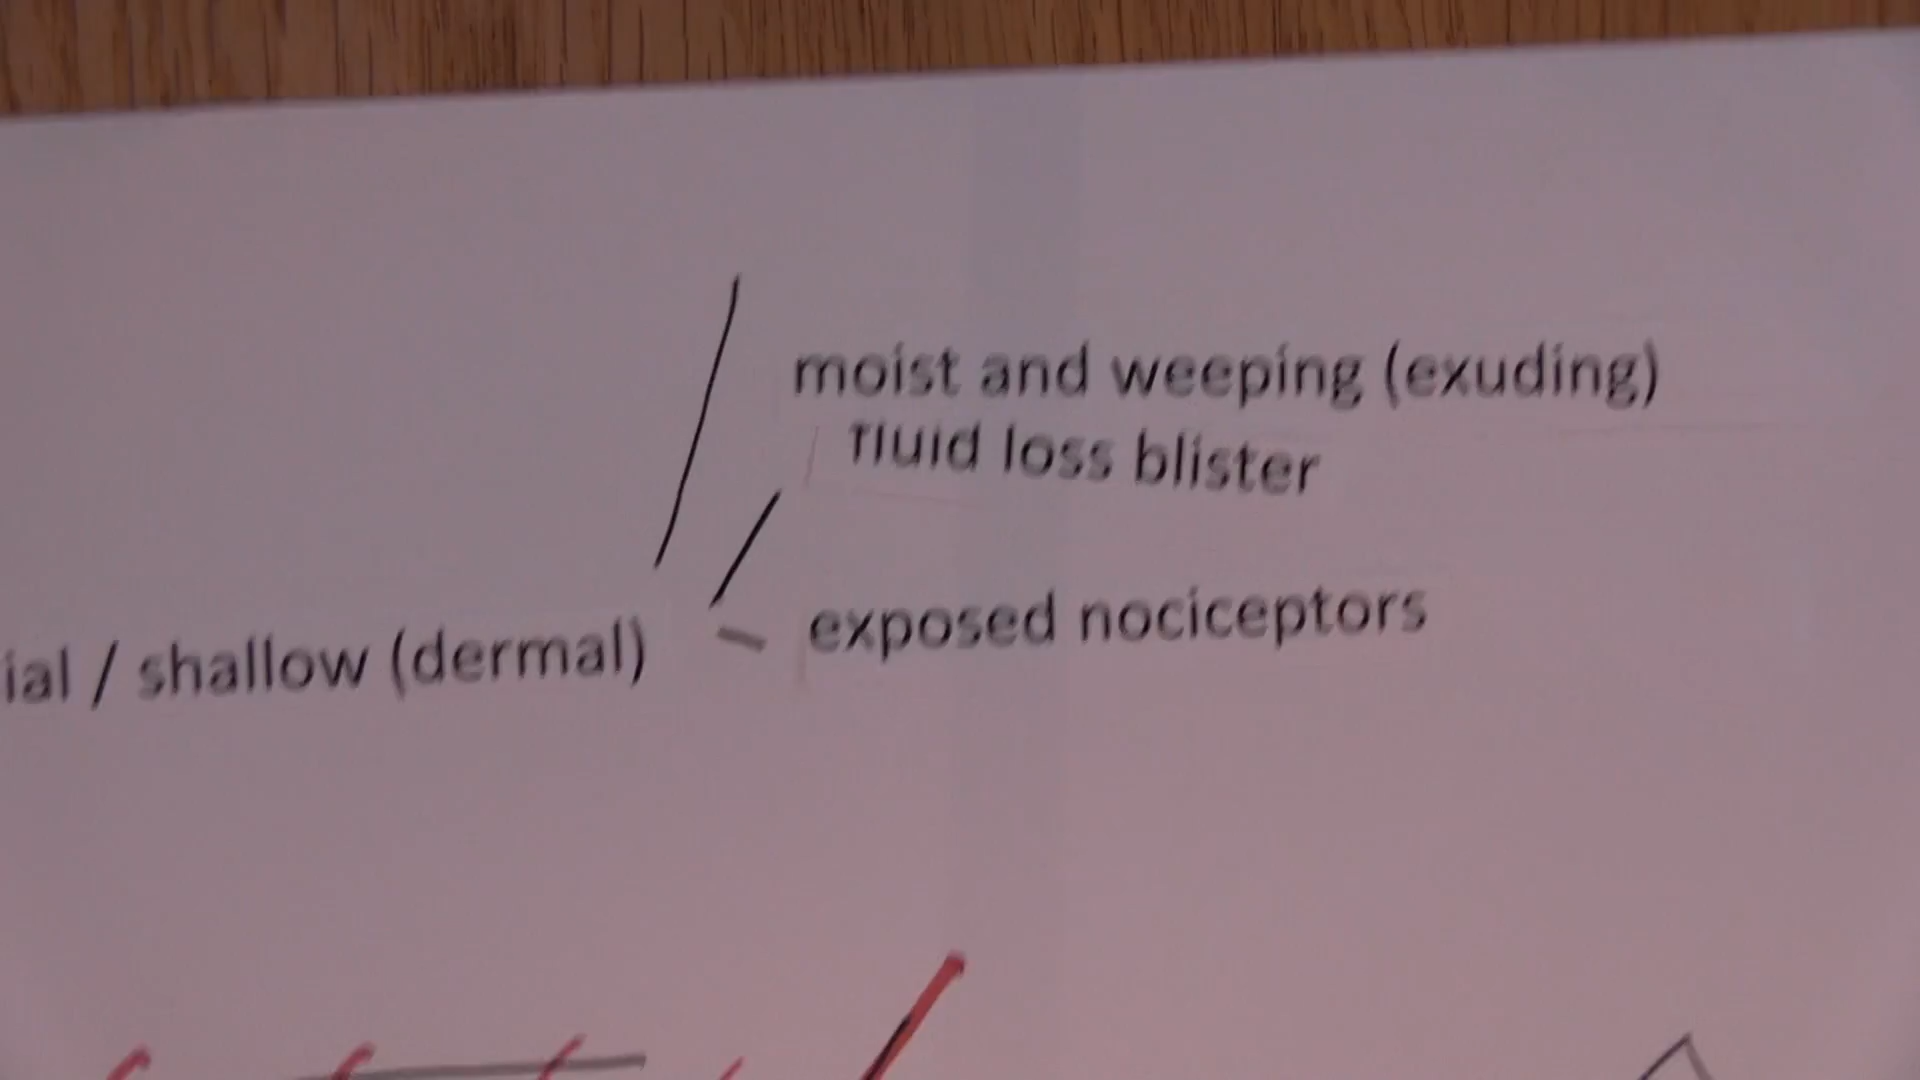 moist and weeping (exuding)
fluid loss blister
exposed nociceptors
ial / shallow (dermal)